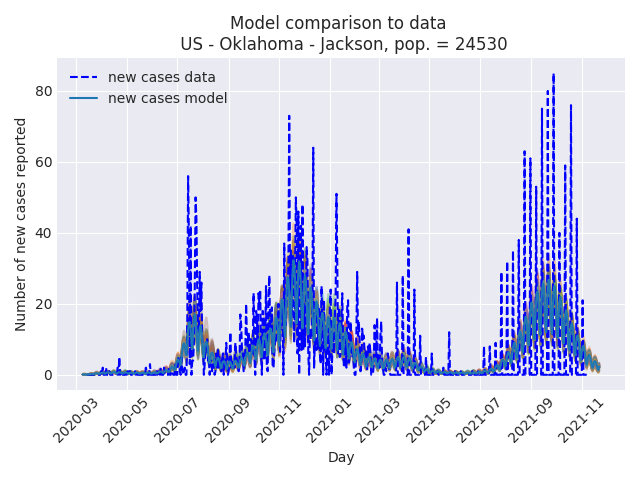 Model comparison to data
US - Oklahoma - Jackson, pop. = 24530
new cases data
new cases model
Number of new cases reported
80
60
40
20
0
2020-03
2020-05
2020-07
2020-09
2020-11
2021-01
2021-03
2021-05
2021-07
2021-09
2021-11
Day